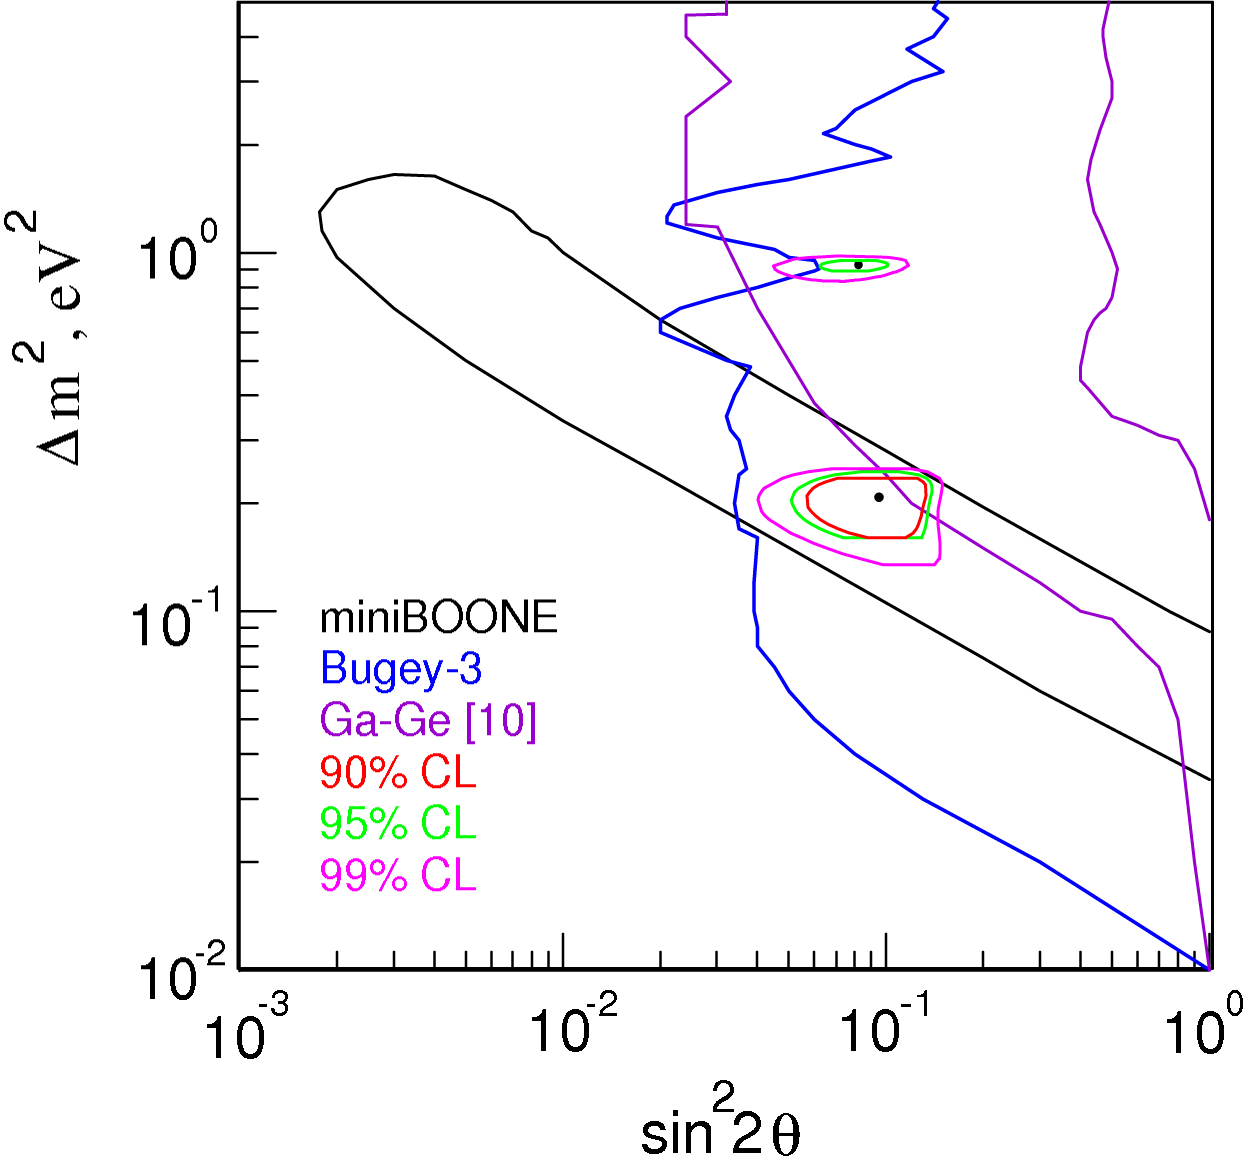 Δm², eV²
10⁰
10⁻¹
10⁻²
miniBOONE
Bugey-3
Ga-Ge [10]
90% CL
95% CL
99% CL
10⁻³ 10⁻² 10⁻¹ 10⁰
sin²2θ